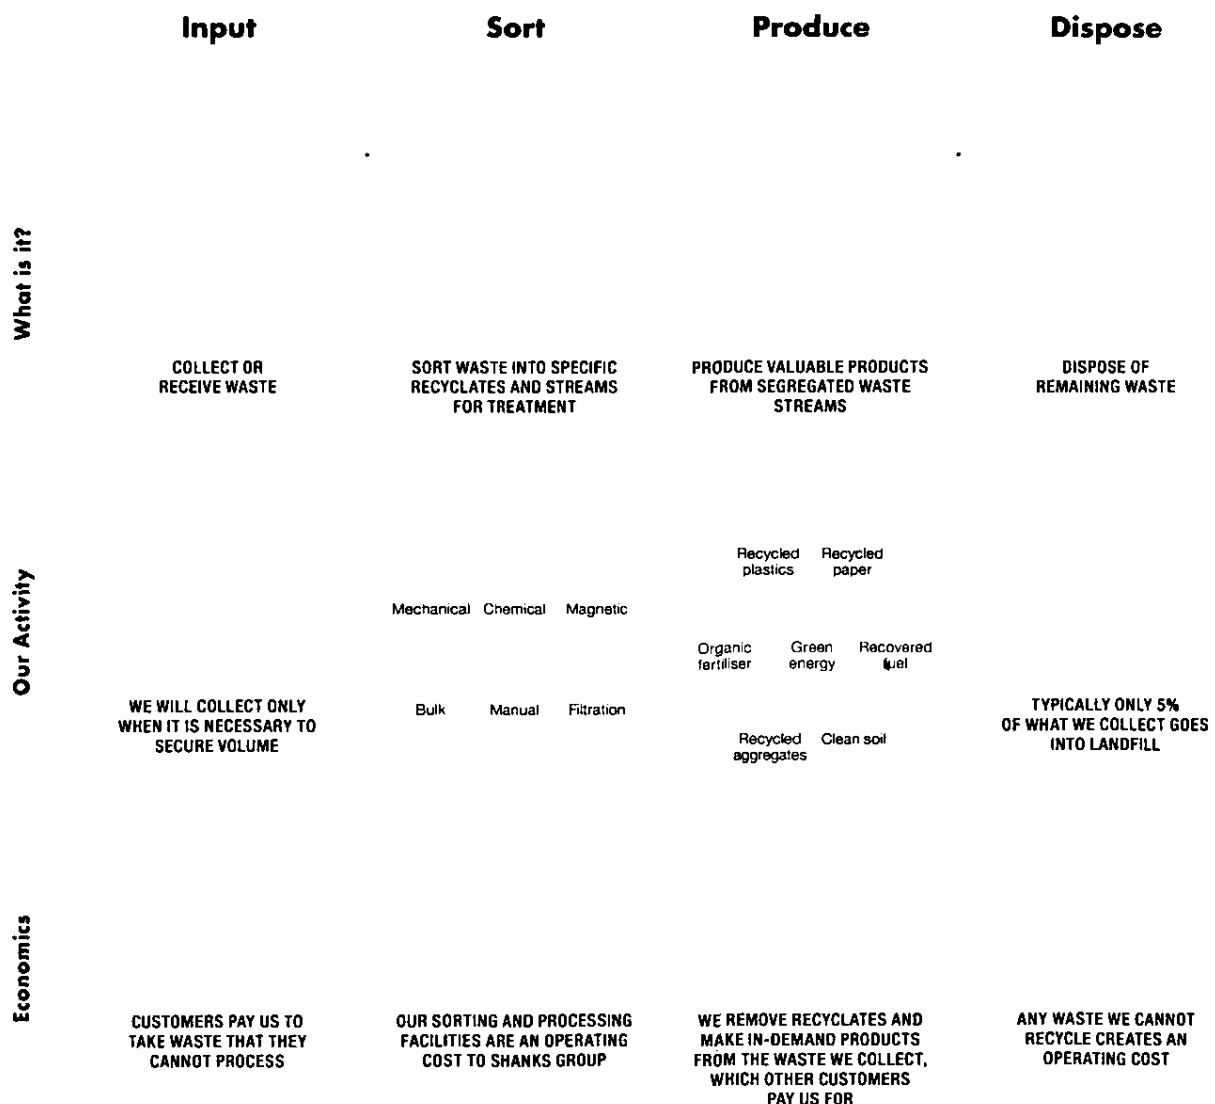 Input Sort Produce Dispose
What is it?
COLLECT OR
RECEIVE WASTE
SORT WASTE INTO SPECIFIC
RECYCLATES AND STREAMS
FOR TREATMENT
PRODUCE VALUABLE PRODUCTS
FROM SEGREGATED WASTE
STREAMS
DISPOSE OF
REMAINING WASTE
Our Activity
WE WILL COLLECT ONLY
WHEN IT IS NECESSARY TO
SECURE VOLUME
Mechanical Chemical Magnetic
Bulk Manual Filtration
Recycled
plastics
Recycled
paper
Organic
fertiliser
Green
energy
Recovered
fuel
Recycled
aggregates
Clean soil
TYPICALLY ONLY 5%
OF WHAT WE COLLECT GOES
INTO LANDFILL
Economics
CUSTOMERS PAY US TO
TAKE WASTE THAT THEY
CANNOT PROCESS
OUR SORTING AND PROCESSING
FACILITIES ARE AN OPERATING
COST TO SHANKS GROUP
WE REMOVE RECYCLATES AND
MAKE IN-DEMAND PRODUCTS
FROM THE WASTE WE COLLECT,
WHICH OTHER CUSTOMERS
PAY US FOR
ANY WASTE WE CANNOT
RECYCLE CREATES AN
OPERATING COST